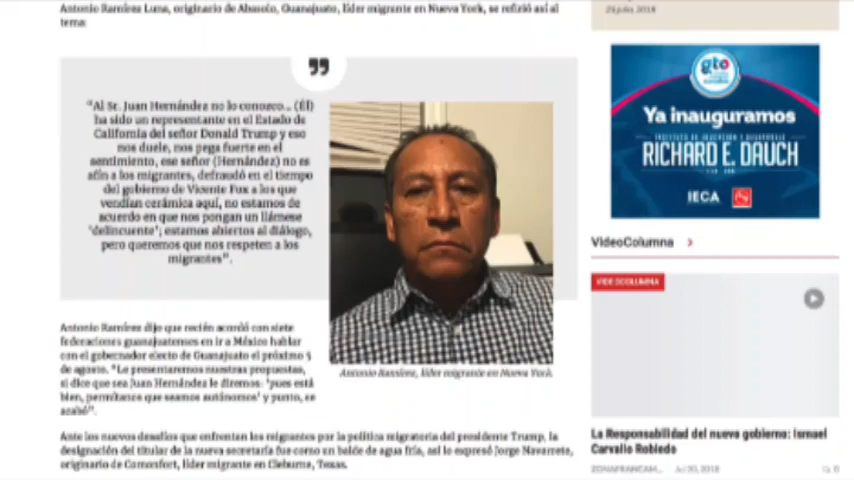 Antonio Ramírez Luna, originario de Abasolo, Guanajuato, líder migrante en Nueva York, se refirió así al
tema:
"Al Sr. Juan Hernández no lo conozco... (Él)
ha sido un representante en el Estado de
California del señor Donald Trump y eso
nos duele, nos pega fuerte en el
sentimiento, ese señor (Hernández) no es
afín a los migrantes, defraudó en el tiempo
del gobierno de Vicente Fox a los que
vendían cerámica aquí, no estamos de
acuerdo en que nos pongan un llámese
'delincuente'; estamos abiertos al diálogo,
pero queremos que nos respeten a los
migrantes".
Antonio Ramírez, líder migrante en Nueva York.
Antonio Ramírez dijo que recién acordó con siete
federaciones guanajuatenses en ir a México hablar
con el gobernador electo de Guanajuato el próximo 5
de agosto. "Le presentaremos nuestras propuestas,
si dice que sea Juan Hernández le diremos: 'pues está
bien, permítanos que seamos autónomos' y punto, se
acabó".
Ante los nuevos desafíos que enfrentan los migrantes por la política migratoria del presidente Trump, la
designación del titular de la nueva secretaría fue como un balde de agua fría, así lo expresó Jorge Navarrete,
originario de Comonfort, líder migrante en Cleburne, Texas.
26 julio, 2018
gto
Ya inauguramos
RICHARD E. DAUCH
IECA
VideoColumna
VIDEOCOLUMNA
La Responsabilidad del nuevo gobierno: Ismael
Carvallo Robledo
ZONAFRANCAM... Jul 20, 2018 0